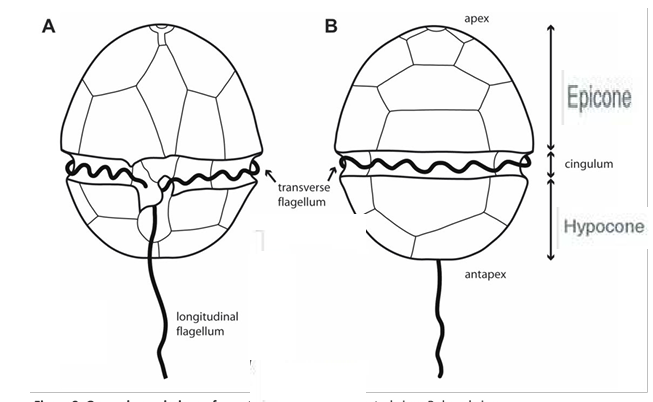 A
B
apex
Epicone
cingulum
transverse
flagellum
Hypocone
antapex
longitudinal
flagellum